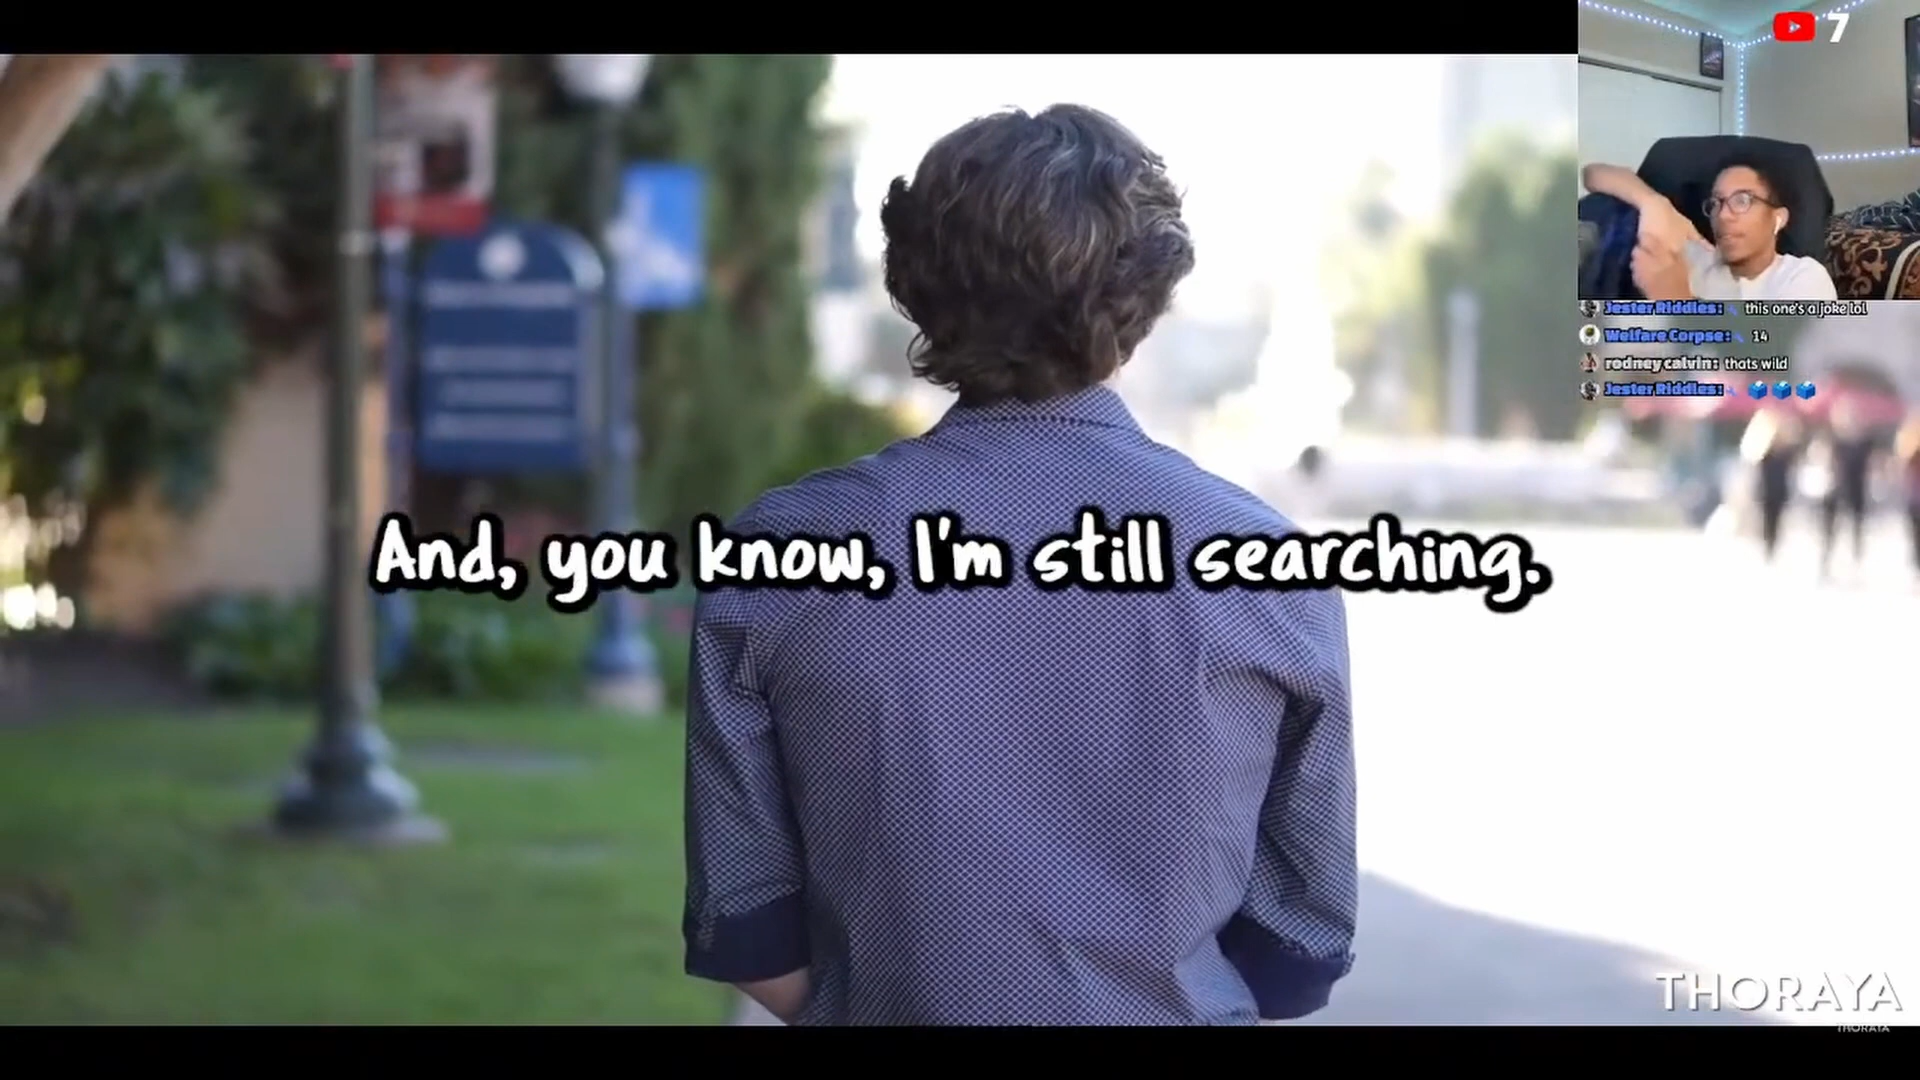 7
Jester Riddles: this one's a joke lol
Welfare Corpse: 14
rodney calvin: thats wild
Jester Riddles:
And, you know, I'm still searching.
THORAYA
THORAYA